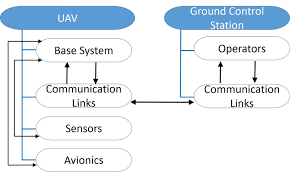 UAV
Base System
Communication
Links
Sensors
Avionics
Ground Control
Station
Operators
Communication
Links